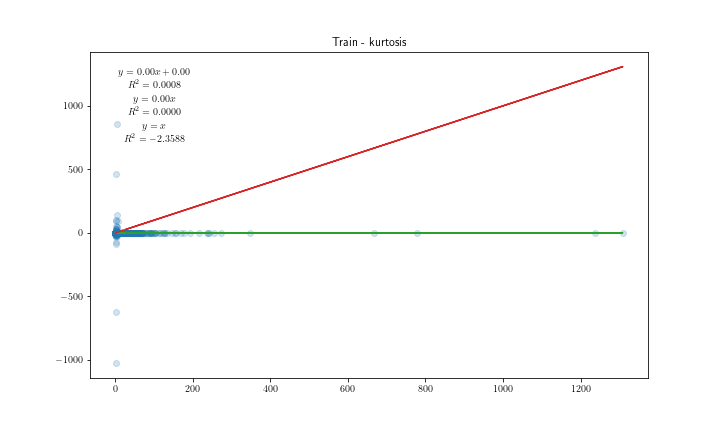 Train - kurtosis
y = 0.00x + 0.00
R² = 0.0008
y = 0.00x
R² = 0.0000
y = x
R² = −2.3588
1000
500
0
−500
−1000
0 200 400 600 800 1000 1200